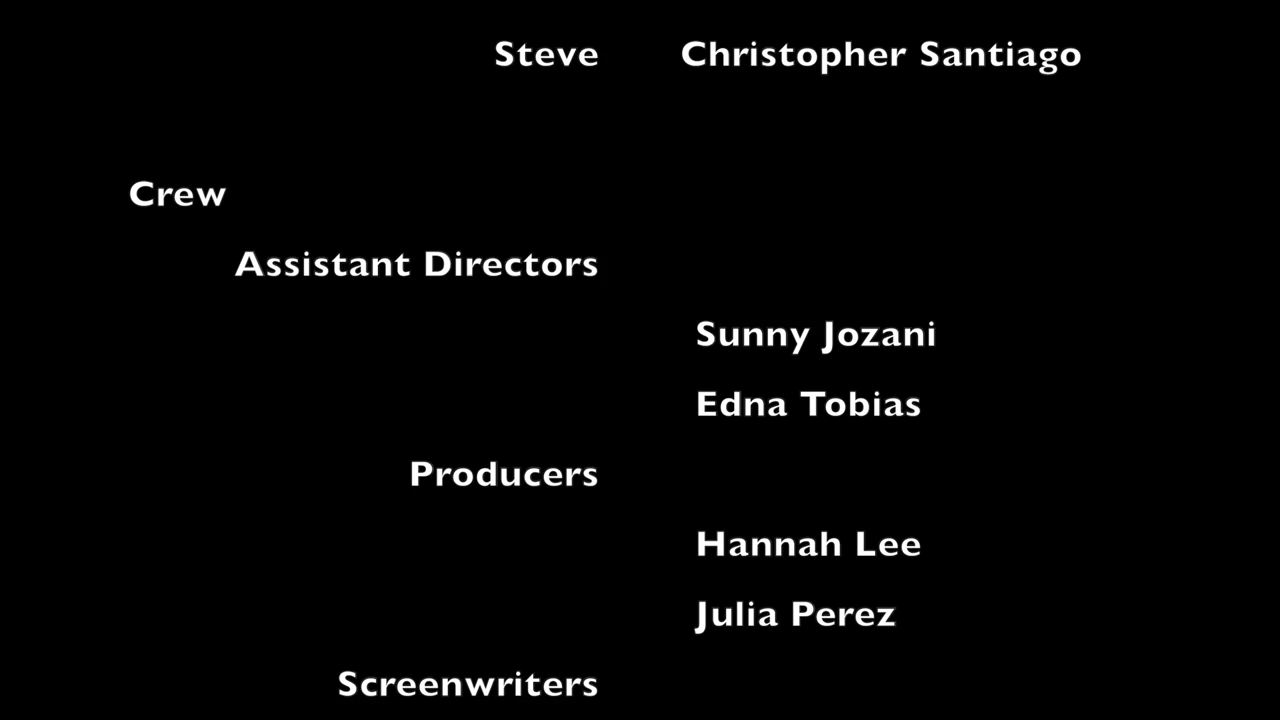 Steve Christopher Santiago
Crew
Assistant Directors
Sunny Jozani
Edna Tobias
Producers
Hannah Lee
Julia Perez
Screenwriters